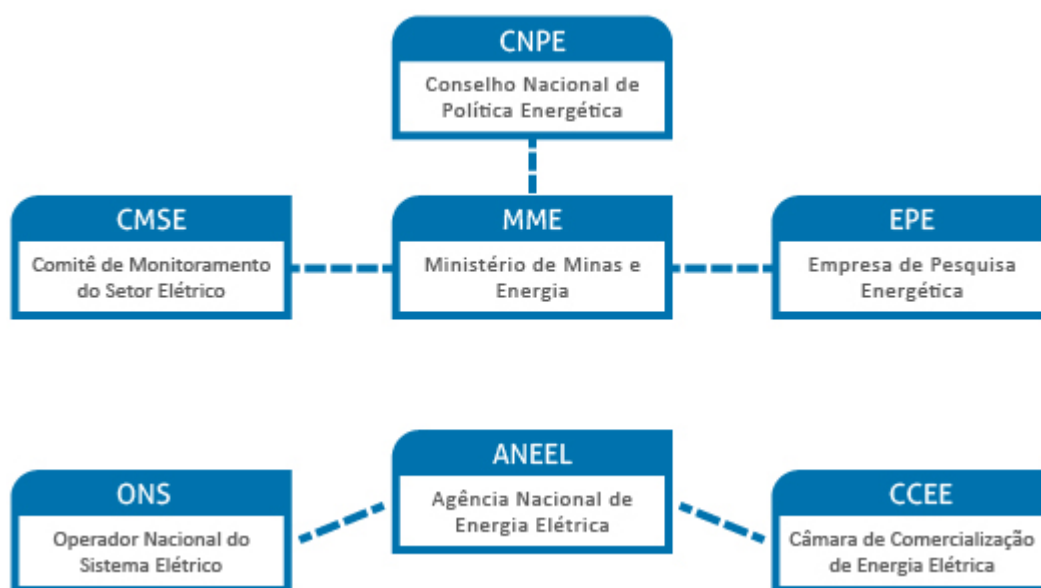 CNPE
Conselho Nacional de
Política Energética
CMSE
Comitê de Monitoramento
do Setor Elétrico
MME
Ministério de Minas e
Energia
EPE
Empresa de Pesquisa
Energética
ONS
Operador Nacional do
Sistema Elétrico
ANEEL
Agência Nacional de
Energia Elétrica
CCEE
Câmara de Comercialização
de Energia Elétrica